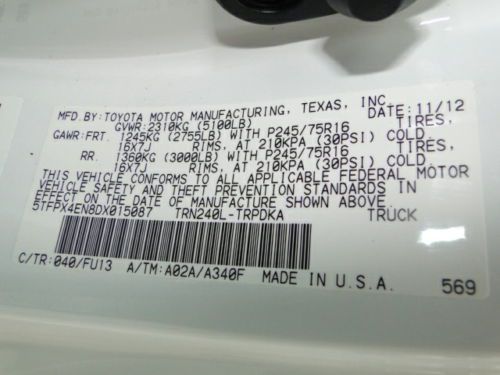 MFD.BY:TOYOTA MOTOR MANUFACTURING, TEXAS, INC. DATE:11/12
GVWR:2310KG (5100LB)
GAWR:FRT. 1245KG (2755LB) WITH P245/75R16 TIRES,
16X7J RIMS, AT 210KPA (30PSI) COLD.
RR. 1360KG (3000LB) WITH P245/75R16 TIRES,
16X7J RIMS, AT 210KPA (30PSI) COLD.
THIS VEHICLE CONFORMS TO ALL APPLICABLE FEDERAL MOTOR
VEHICLE SAFETY AND THEFT PREVENTION STANDARDS IN
EFFECT ON THE DATE OF MANUFACTURE SHOWN ABOVE.
5TFPX4EN8DX015087 TRN240L-TRPDKA TRUCK
C/TR:040/FU13 A/TM:A02A/A340F MADE IN U.S.A. 569